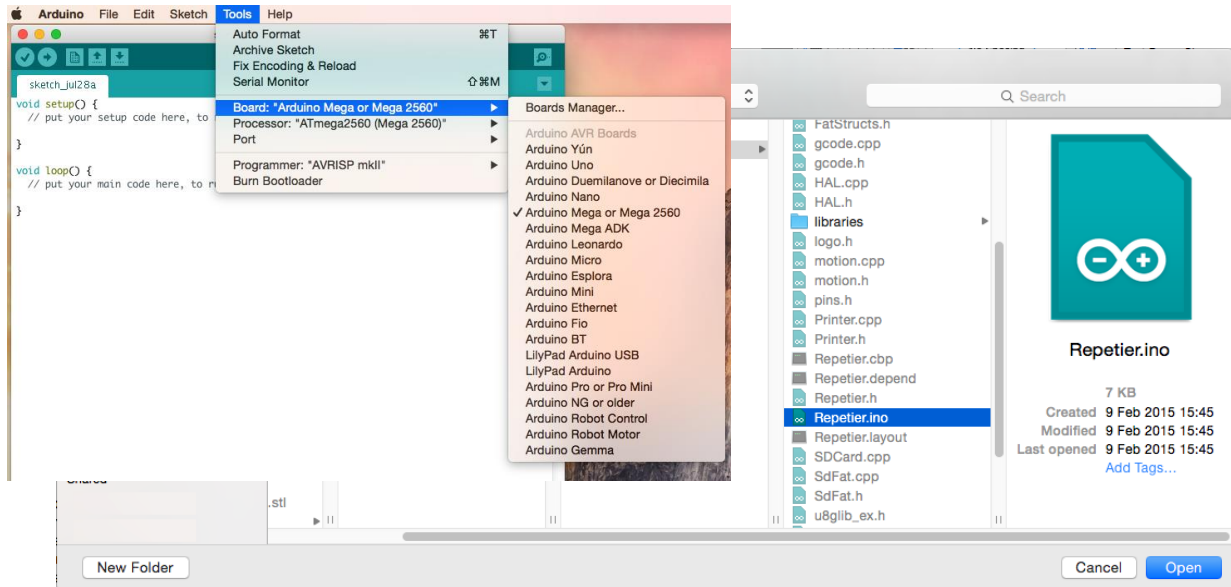 Arduino File Edit Sketch Tools Help
sketch_jul28a
void setup() {
// put your setup code here, to
}
void loop() {
// put your main code here, to
}
Auto Format ⌘T
Archive Sketch
Fix Encoding & Reload
Serial Monitor ⇧⌘M
Board: "Arduino Mega or Mega 2560"
Processor: "ATmega2560 (Mega 2560)"
Port
Programmer: "AVRISP mkII"
Burn Bootloader
Boards Manager...
Arduino AVR Boards
Arduino Yún
Arduino Uno
Arduino Duemilanove or Diecimila
Arduino Nano
✓ Arduino Mega or Mega 2560
Arduino Mega ADK
Arduino Leonardo
Arduino Micro
Arduino Esplora
Arduino Mini
Arduino Ethernet
Arduino Fio
Arduino BT
LilyPad Arduino USB
LilyPad Arduino
Arduino Pro or Pro Mini
Arduino NG or older
Arduino Robot Control
Arduino Robot Motor
Arduino Gemma
Search
FatStructs.h
gcode.cpp
gcode.h
HAL.cpp
HAL.h
libraries
logo.h
motion.cpp
motion.h
pins.h
Printer.cpp
Printer.h
Repetier.cbp
Repetier.depend
Repetier.h
Repetier.ino
Repetier.layout
SDCard.cpp
SdFat.cpp
SdFat.h
u8glib_ex.h
Repetier.ino
7 KB
Created 9 Feb 2015 15:45
Modified 9 Feb 2015 15:45
Last opened 9 Feb 2015 15:45
Add Tags...
.stl
New Folder
Cancel
Open